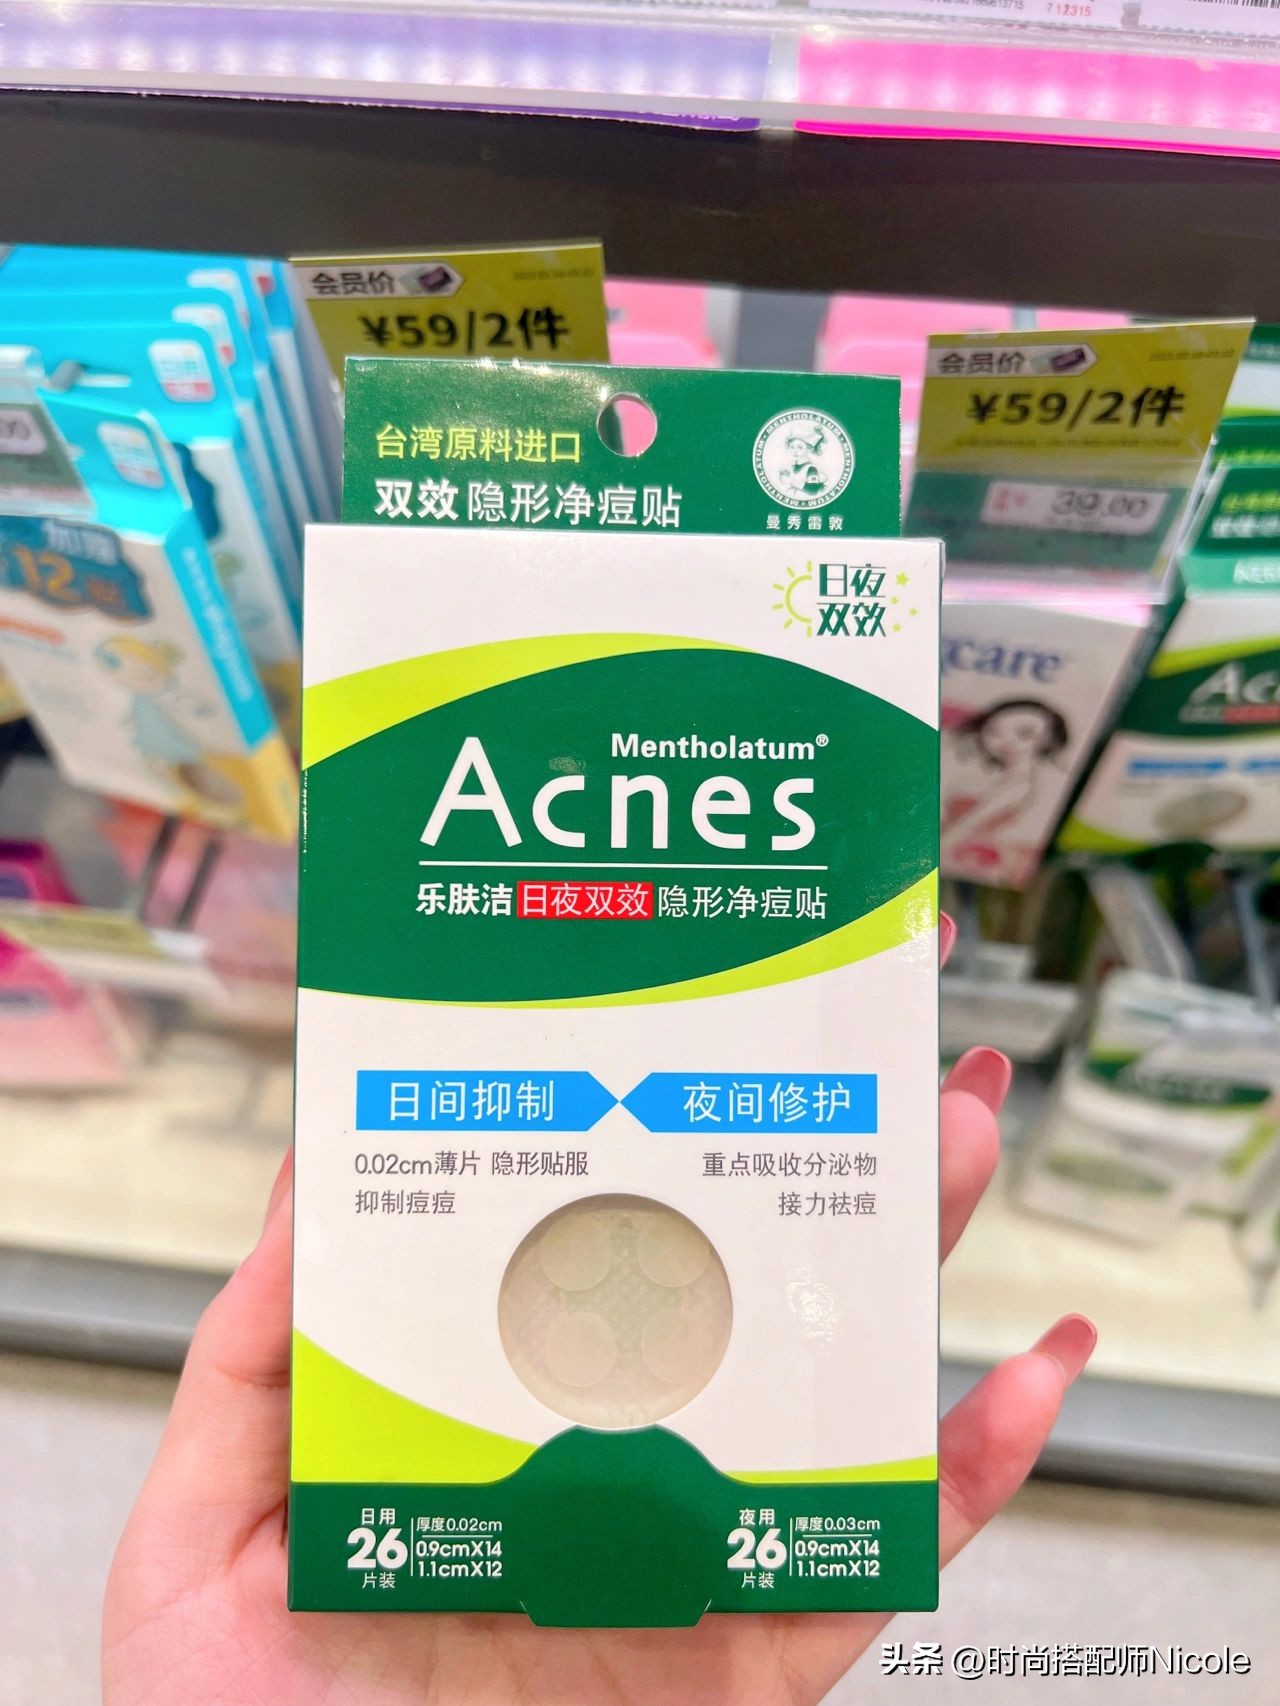 12315
会员价
¥59/2件
会员价
¥59/2件
39.00
台湾原料进口
双效 隐形净痘贴
MENTHOLATUM
曼秀雷敦
日夜
双效
Mentholatum®
Acnes
乐肤洁 日夜双效 隐形净痘贴
日间抑制
夜间修护
0.02cm薄片 隐形贴服
抑制痘痘
重点吸收分泌物
接力祛痘
日用
26
片装
厚度0.02cm
0.9cmX14
1.1cmX12
夜用
26
片装
厚度0.03cm
0.9cmX14
1.1cmX12
care
12
头条 @时尚搭配师Nicole